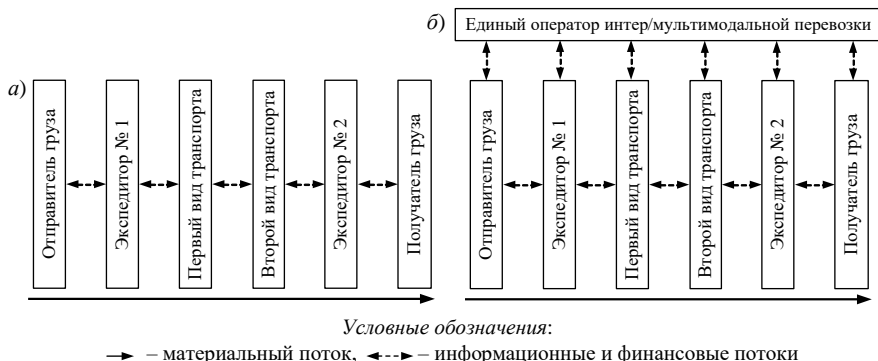 а)
Отправитель груза
Экспедитор № 1
Первый вид транспорта
Второй вид транспорта
Экспедитор № 2
Получатель груза
б)
Единый оператор интер/мультимодальной перевозки
Отправитель груза
Экспедитор № 1
Первый вид транспорта
Второй вид транспорта
Экспедитор № 2
Получатель груза
Условные обозначения:
– материальный поток, – информационные и финансовые потоки